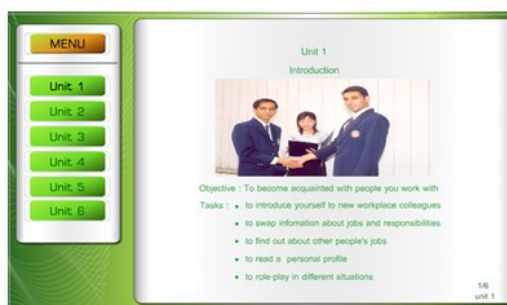 MENU
Unit 1
Unit 2
Unit 3
Unit 4
Unit 5
Unit 6
Unit 1
Introduction
Objective : To become acquainted with people you work with
Tasks : • to introduce yourself to new workplace colleagues
• to swap infomation about jobs and responsibilities
• to find out about other people's jobs
• to read a personal profile
• to role-play in different situations
1/6
unit 1